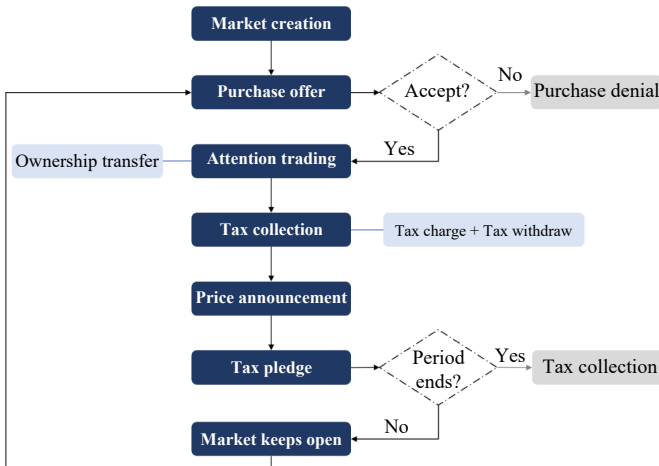 Market creation
Purchase offer
Accept?
No
Purchase denial
Yes
Ownership transfer
Attention trading
Tax collection
Tax charge + Tax withdraw
Price announcement
Tax pledge
Period
ends?
Yes
Tax collection
No
Market keeps open